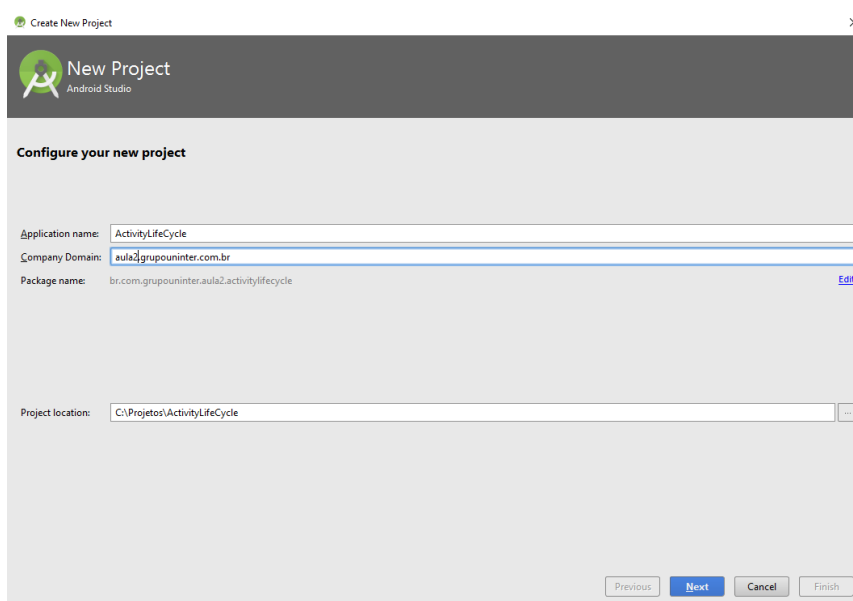 Create New Project
New Project
Android Studio
Configure your new project
Application name: ActivityLifeCycle
Company Domain: aula2.grupouninter.com.br
Package name: br.com.grupouninter.aula2.activitylifecycle Edit
Project location: C:\Projetos\ActivityLifeCycle ...
Previous Next Cancel Finish